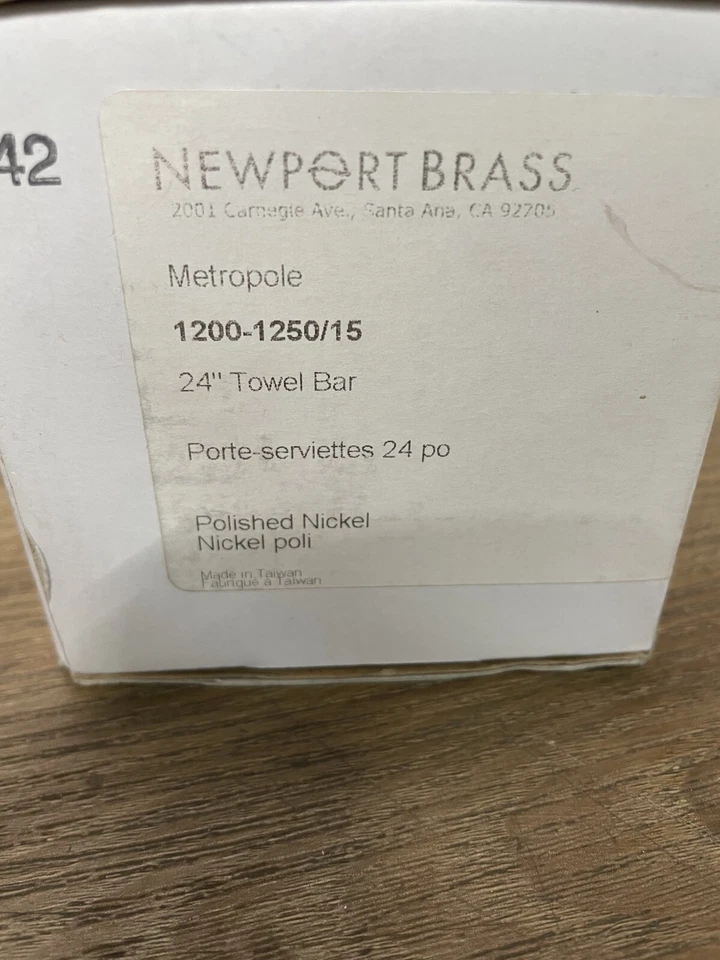 42
NEWPORT BRASS
2001 Carnegie Ave., Santa Ana, CA 92705
Metropole
1200-1250/15
24" Towel Bar
Porte-serviettes 24 po
Polished Nickel
Nickel poli
Made in Taiwan
Fabriqué à Taiwan